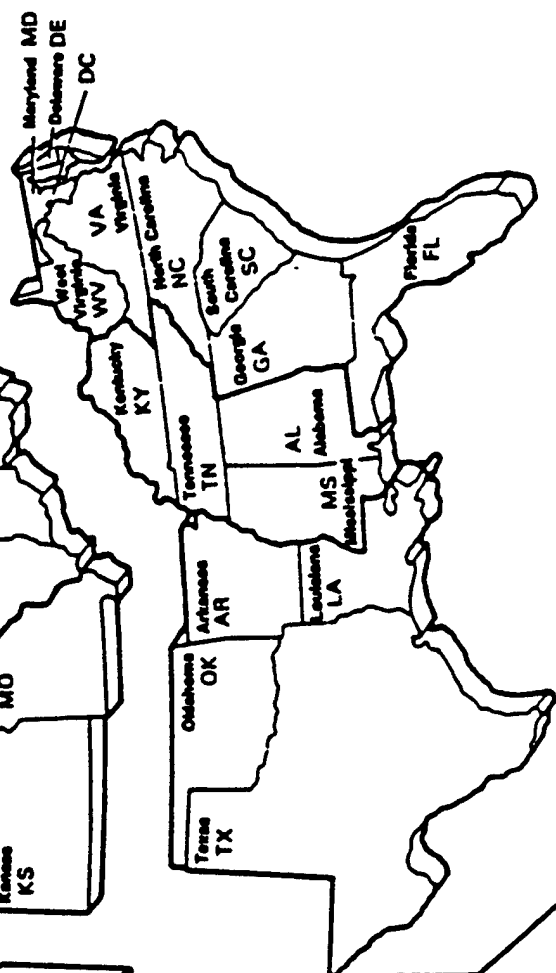 Maryland MD
Delaware DE
DC
West
Virginia
WV
VA
Virginia
Kentucky
KY
North Carolina
NC
Tennessee
TN
South
Carolina
SC
Georgia
GA
AL
Alabama
MS
Mississippi
Florida
FL
Arkansas
AR
Louisiana
LA
Oklahoma
OK
Texas
TX
MO
Kansas
KS